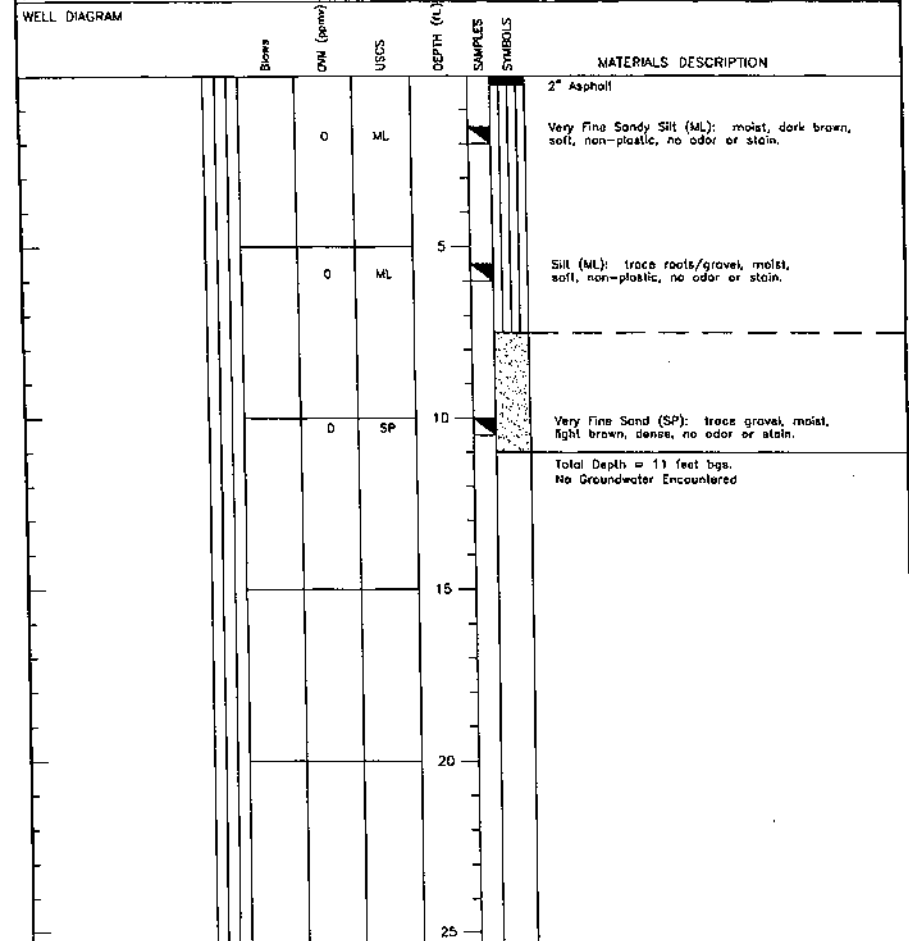 WELL DIAGRAM
Blows
OVM (ppmv)
USCS
DEPTH (ft.)
SAMPLES
SYMBOLS
MATERIALS DESCRIPTION
2" Asphalt
0 ML
Very Fine Sandy Silt (ML): moist, dark brown,
soft, non-plastic, no odor or stain.
5
0 ML
Silt (ML): trace roots/gravel, moist,
soft, non-plastic, no odor or stain.
10
0 SP
Very Fine Sand (SP): trace gravel, moist,
light brown, dense, no odor or stain.
Total Depth = 11 feet bgs.
No Groundwater Encountered
15
20
25